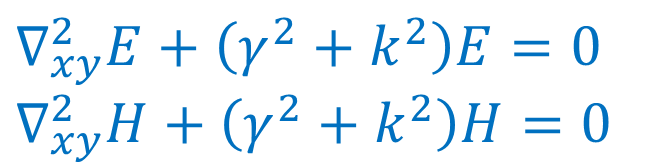 ∇²ₓᵧE + (γ² + k²)E = 0
∇²ₓᵧH + (γ² + k²)H = 0